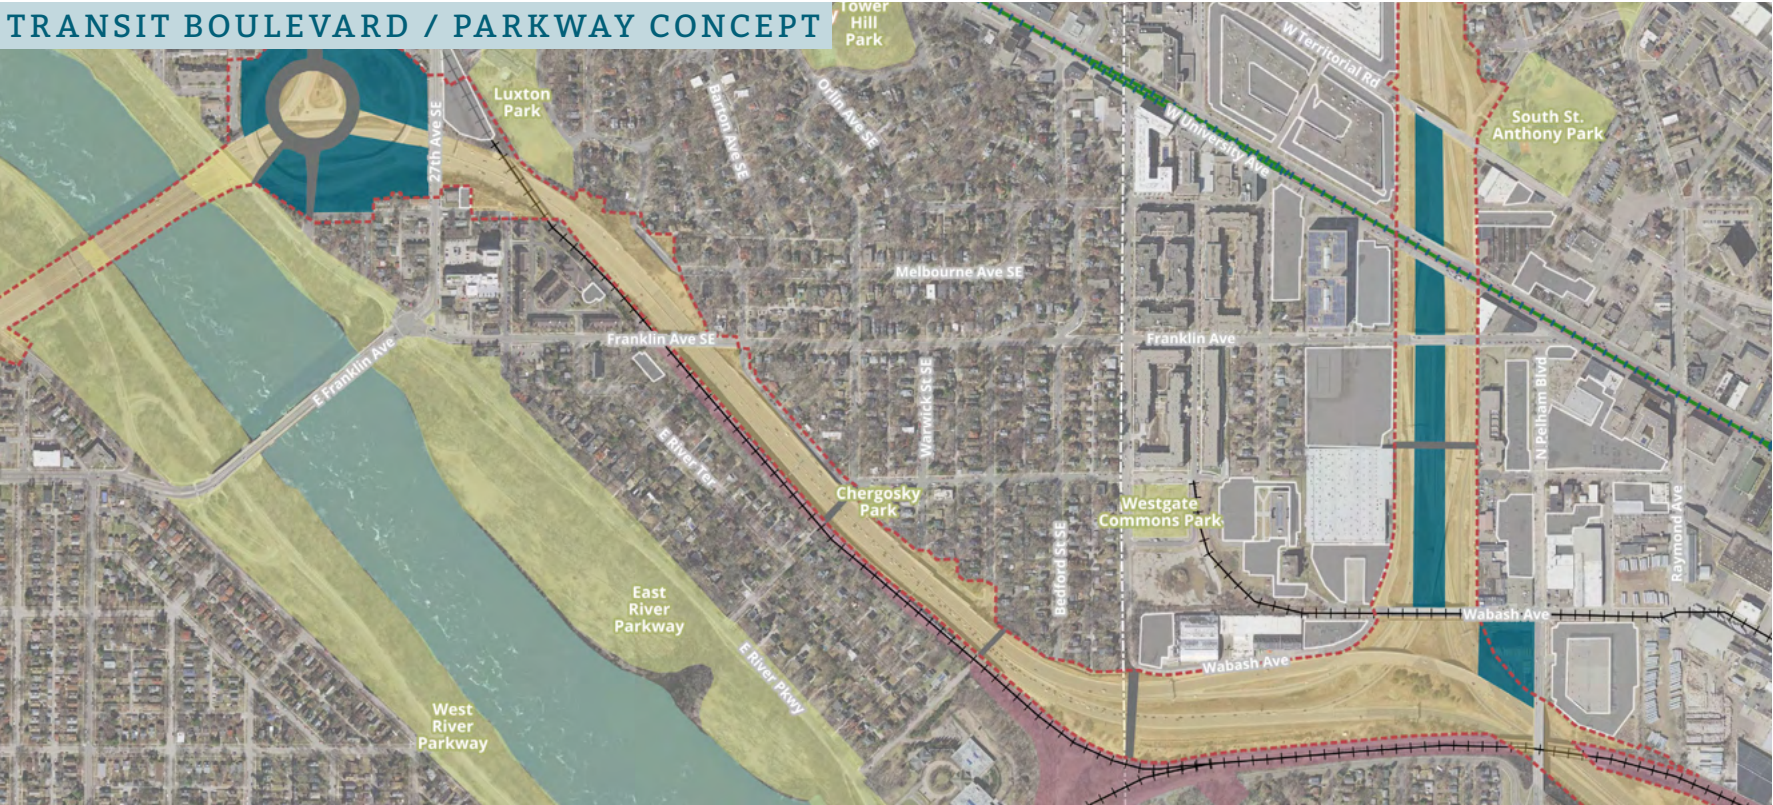 TRANSIT BOULEVARD / PARKWAY CONCEPT
Tower
Hill
Park
W Territorial Rd
Luxton
Park
Barron Ave SE
Orlin Ave SE
27th Ave SE
W University Ave
South St.
Anthony Park
Melbourne Ave SE
Franklin Ave SE
Franklin Ave
E Franklin Ave
Warwick St SE
N Pelham Blvd
E River Ter
Chergosky
Park
Westgate
Commons Park
Bedford St SE
Raymond Ave
East
River
Parkway
E River Pkwy
Wabash Ave
Wabash Ave
West
River
Parkway